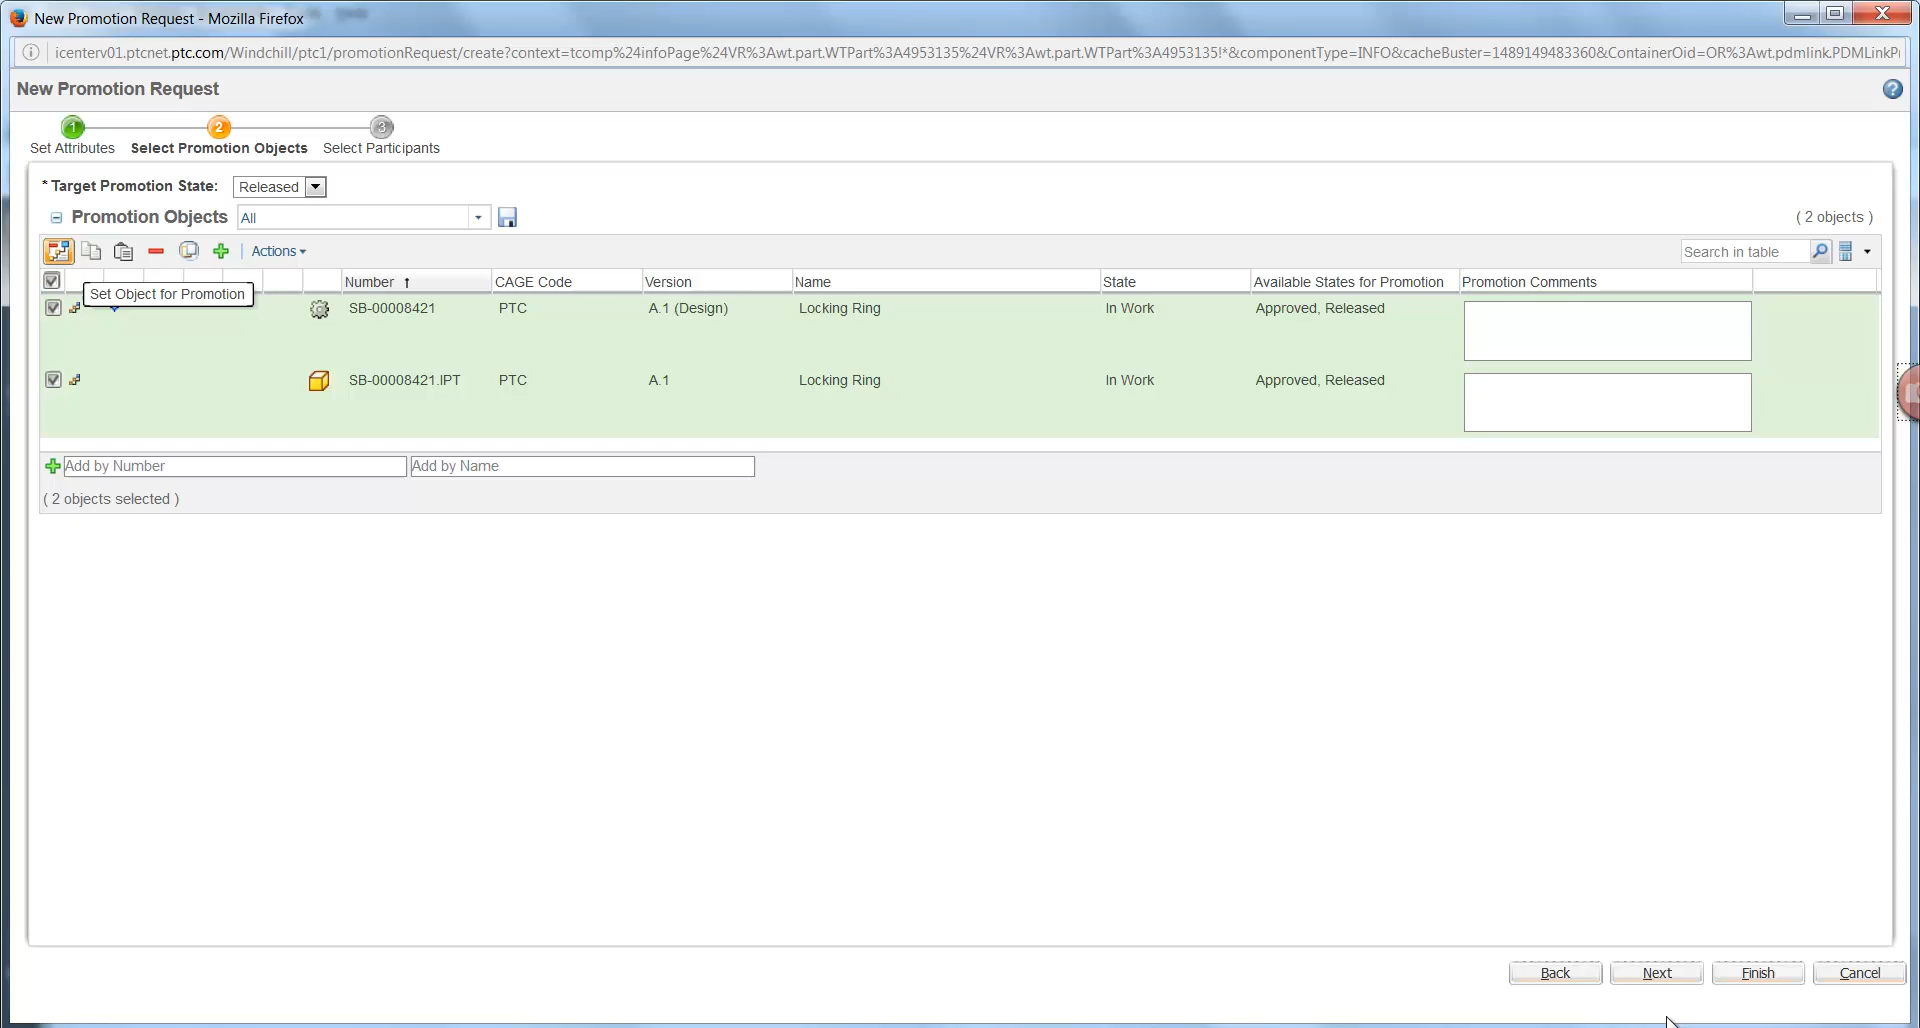 New Promotion Request - Mozilla Firefox
icenterv01.ptcnet.ptc.com/Windchill/ptc1/promotionRequest/create?context=tcomp%24infoPage%24VR%3Awt.part.WTPart%3A4953135%24VR%3Awt.part.WTPart%3A4953135!*&componentType=INFO&cacheBuster=1489149483360&ContainerOid=OR%3Awt.pdmlink.PDMLinkPr
New Promotion Request ?
1 2 3
Set Attributes Select Promotion Objects Select Participants
* Target Promotion State: Released
Promotion Objects All ( 2 objects )
Actions Search in table
Number ↑ CAGE Code Version Name State Available States for Promotion Promotion Comments
Set Object for Promotion
SB-00008421 PTC A.1 (Design) Locking Ring In Work Approved, Released
SB-00008421.IPT PTC A.1 Locking Ring In Work Approved, Released
Add by Number Add by Name
( 2 objects selected )
Back Next Finish Cancel